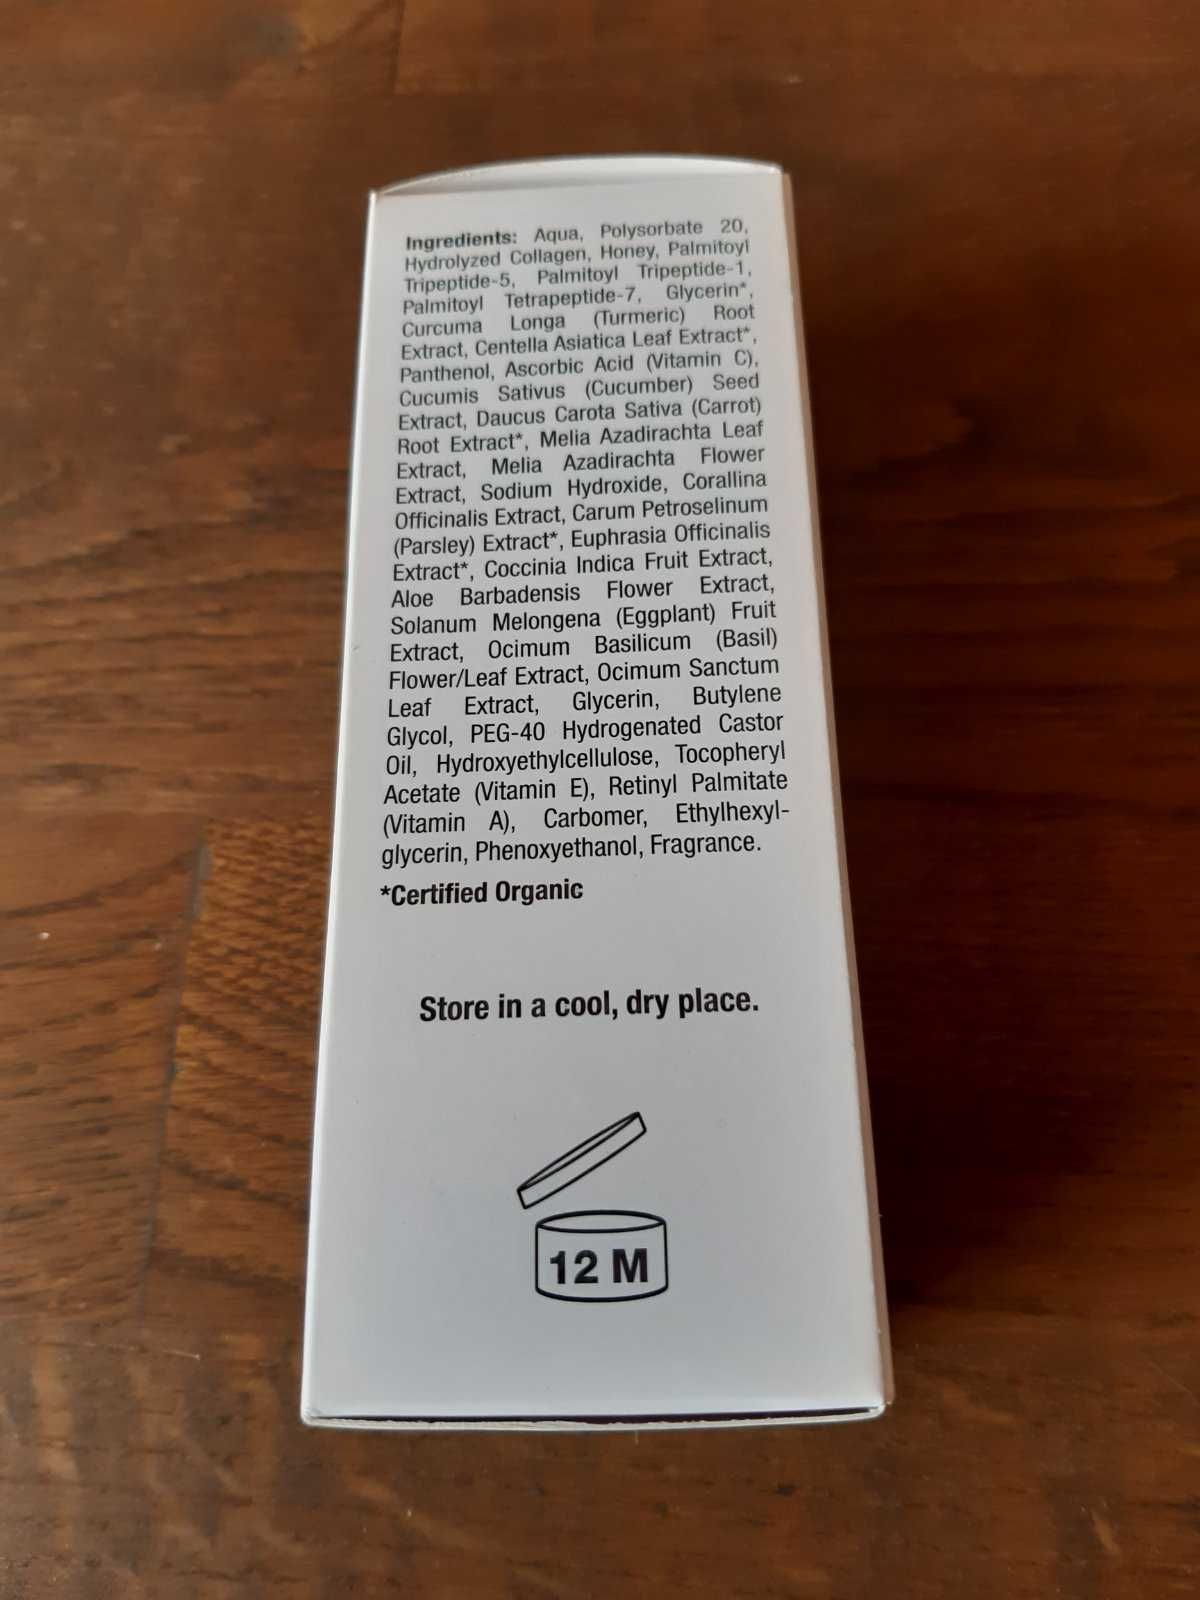 Ingredients: Aqua, Polysorbate 20,
Hydrolyzed Collagen, Honey, Palmitoyl
Tripeptide-5, Palmitoyl Tripeptide-1,
Palmitoyl Tetrapeptide-7, Glycerin*,
Curcuma Longa (Turmeric) Root
Extract, Centella Asiatica Leaf Extract*,
Panthenol, Ascorbic Acid (Vitamin C),
Cucumis Sativus (Cucumber) Seed
Extract, Daucus Carota Sativa (Carrot)
Root Extract*, Melia Azadirachta Leaf
Extract, Melia Azadirachta Flower
Extract, Sodium Hydroxide, Corallina
Officinalis Extract, Carum Petroselinum
(Parsley) Extract*, Euphrasia Officinalis
Extract*, Coccinia Indica Fruit Extract,
Aloe Barbadensis Flower Extract,
Solanum Melongena (Eggplant) Fruit
Extract, Ocimum Basilicum (Basil)
Flower/Leaf Extract, Ocimum Sanctum
Leaf Extract, Glycerin, Butylene
Glycol, PEG-40 Hydrogenated Castor
Oil, Hydroxyethylcellulose, Tocopheryl
Acetate (Vitamin E), Retinyl Palmitate
(Vitamin A), Carbomer, Ethylhexyl-
glycerin, Phenoxyethanol, Fragrance.
*Certified Organic
Store in a cool, dry place.
12 M